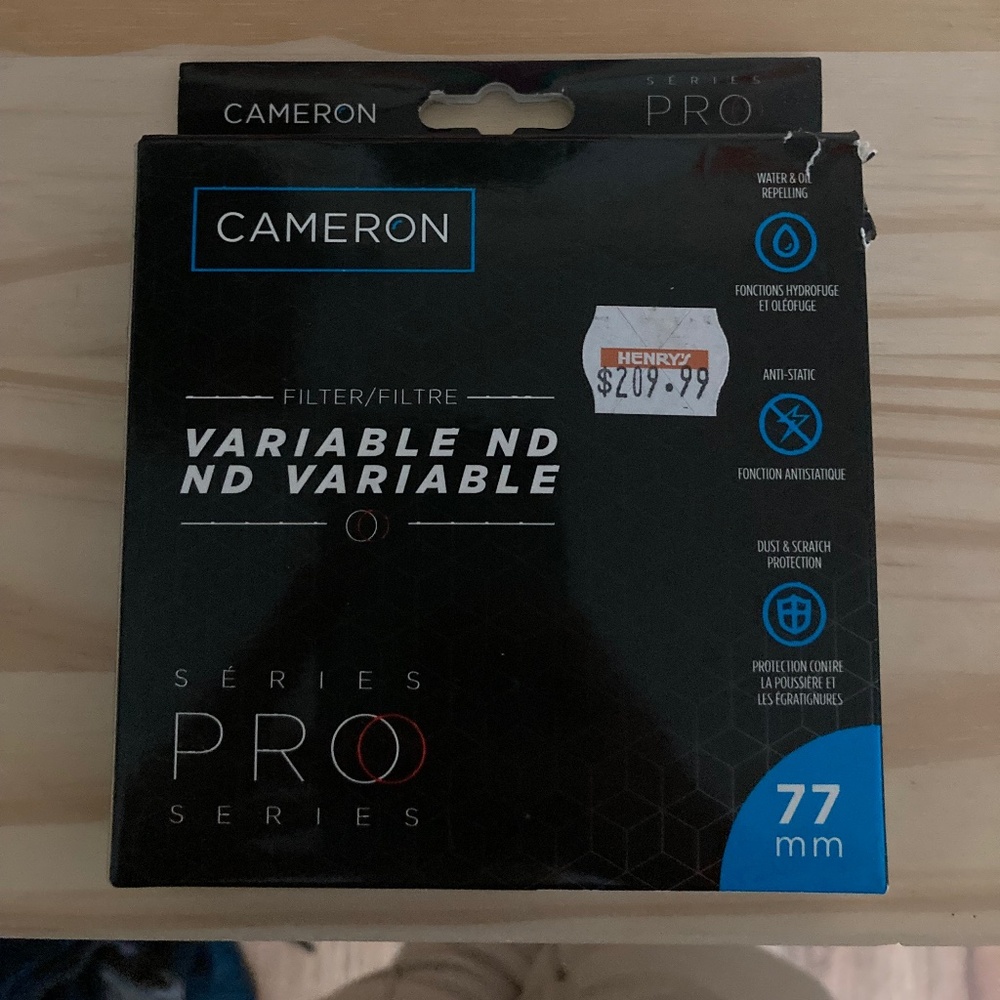 CAMERON
SÉRIES
PRO
CAMERON
WATER & OIL
REPELLING
FONCTIONS HYDROFUGE
ET OLÉOFUGE
HENRY'S
$209.99
ANTI-STATIC
FONCTION ANTISTATIQUE
FILTER/FILTRE
VARIABLE ND
ND VARIABLE
DUST & SCRATCH
PROTECTION
PROTECTION CONTRE
LA POUSSIÈRE ET
LES ÉGRATIGNURES
SÉRIES
PRO
SERIES
77
mm